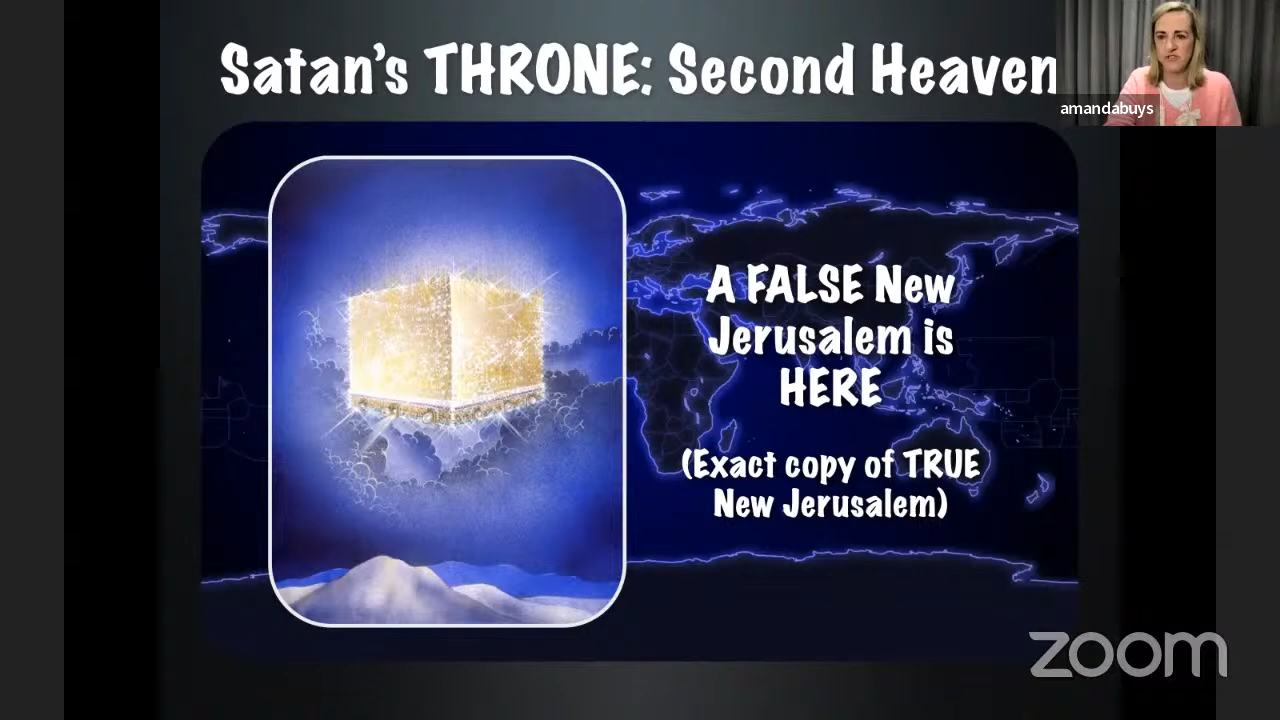 Satan's THRONE: Second Heaven
amandabuys
A FALSE New
Jerusalem is
HERE
(Exact copy of TRUE
New Jerusalem)
zoom